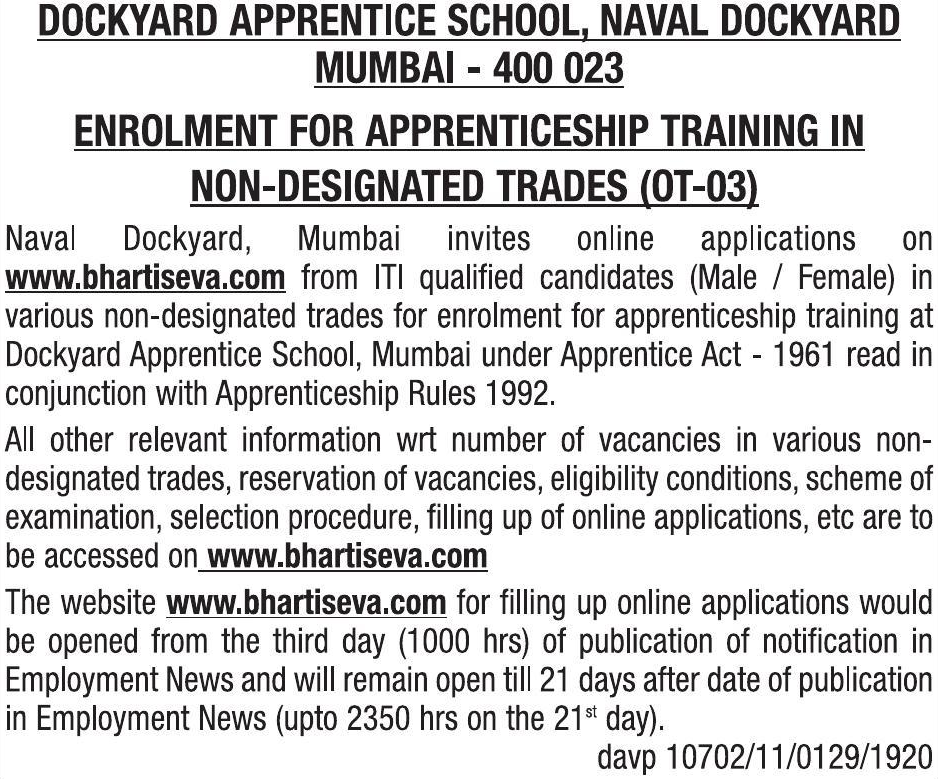 DOCKYARD APPRENTICE SCHOOL, NAVAL DOCKYARD
MUMBAI - 400 023
ENROLMENT FOR APPRENTICESHIP TRAINING IN
NON-DESIGNATED TRADES (OT-03)
Naval Dockyard, Mumbai invites online applications on
www.bhartiseva.com from ITI qualified candidates (Male / Female) in
various non-designated trades for enrolment for apprenticeship training at
Dockyard Apprentice School, Mumbai under Apprentice Act - 1961 read in
conjunction with Apprenticeship Rules 1992.
All other relevant information wrt number of vacancies in various non-
designated trades, reservation of vacancies, eligibility conditions, scheme of
examination, selection procedure, filling up of online applications, etc are to
be accessed on www.bhartiseva.com
The website www.bhartiseva.com for filling up online applications would
be opened from the third day (1000 hrs) of publication of notification in
Employment News and will remain open till 21 days after date of publication
in Employment News (upto 2350 hrs on the 21st day).
davp 10702/11/0129/1920